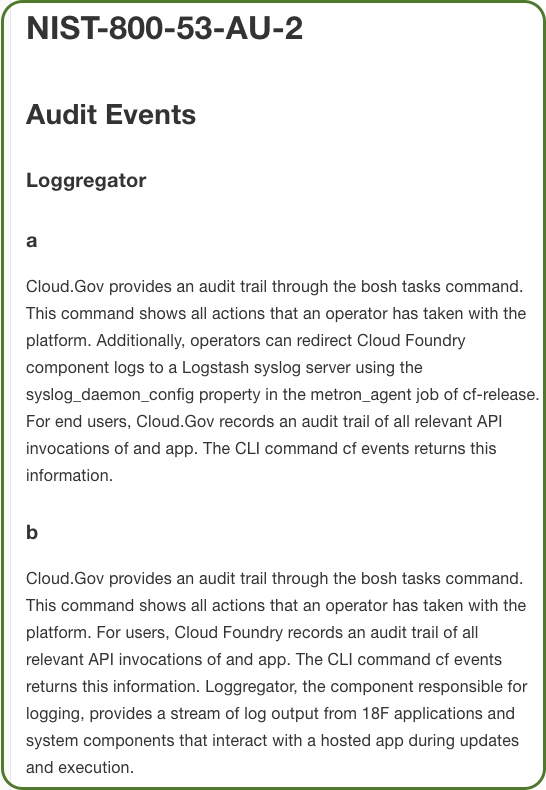 NIST-800-53-AU-2
Audit Events
Loggregator
a
Cloud.Gov provides an audit trail through the bosh tasks command.
This command shows all actions that an operator has taken with the
platform. Additionally, operators can redirect Cloud Foundry
component logs to a Logstash syslog server using the
syslog_daemon_config property in the metron_agent job of cf-release.
For end users, Cloud.Gov records an audit trail of all relevant API
invocations of and app. The CLI command cf events returns this
information.
b
Cloud.Gov provides an audit trail through the bosh tasks command.
This command shows all actions that an operator has taken with the
platform. For users, Cloud Foundry records an audit trail of all
relevant API invocations of and app. The CLI command cf events
returns this information. Loggregator, the component responsible for
logging, provides a stream of log output from 18F applications and
system components that interact with a hosted app during updates
and execution.